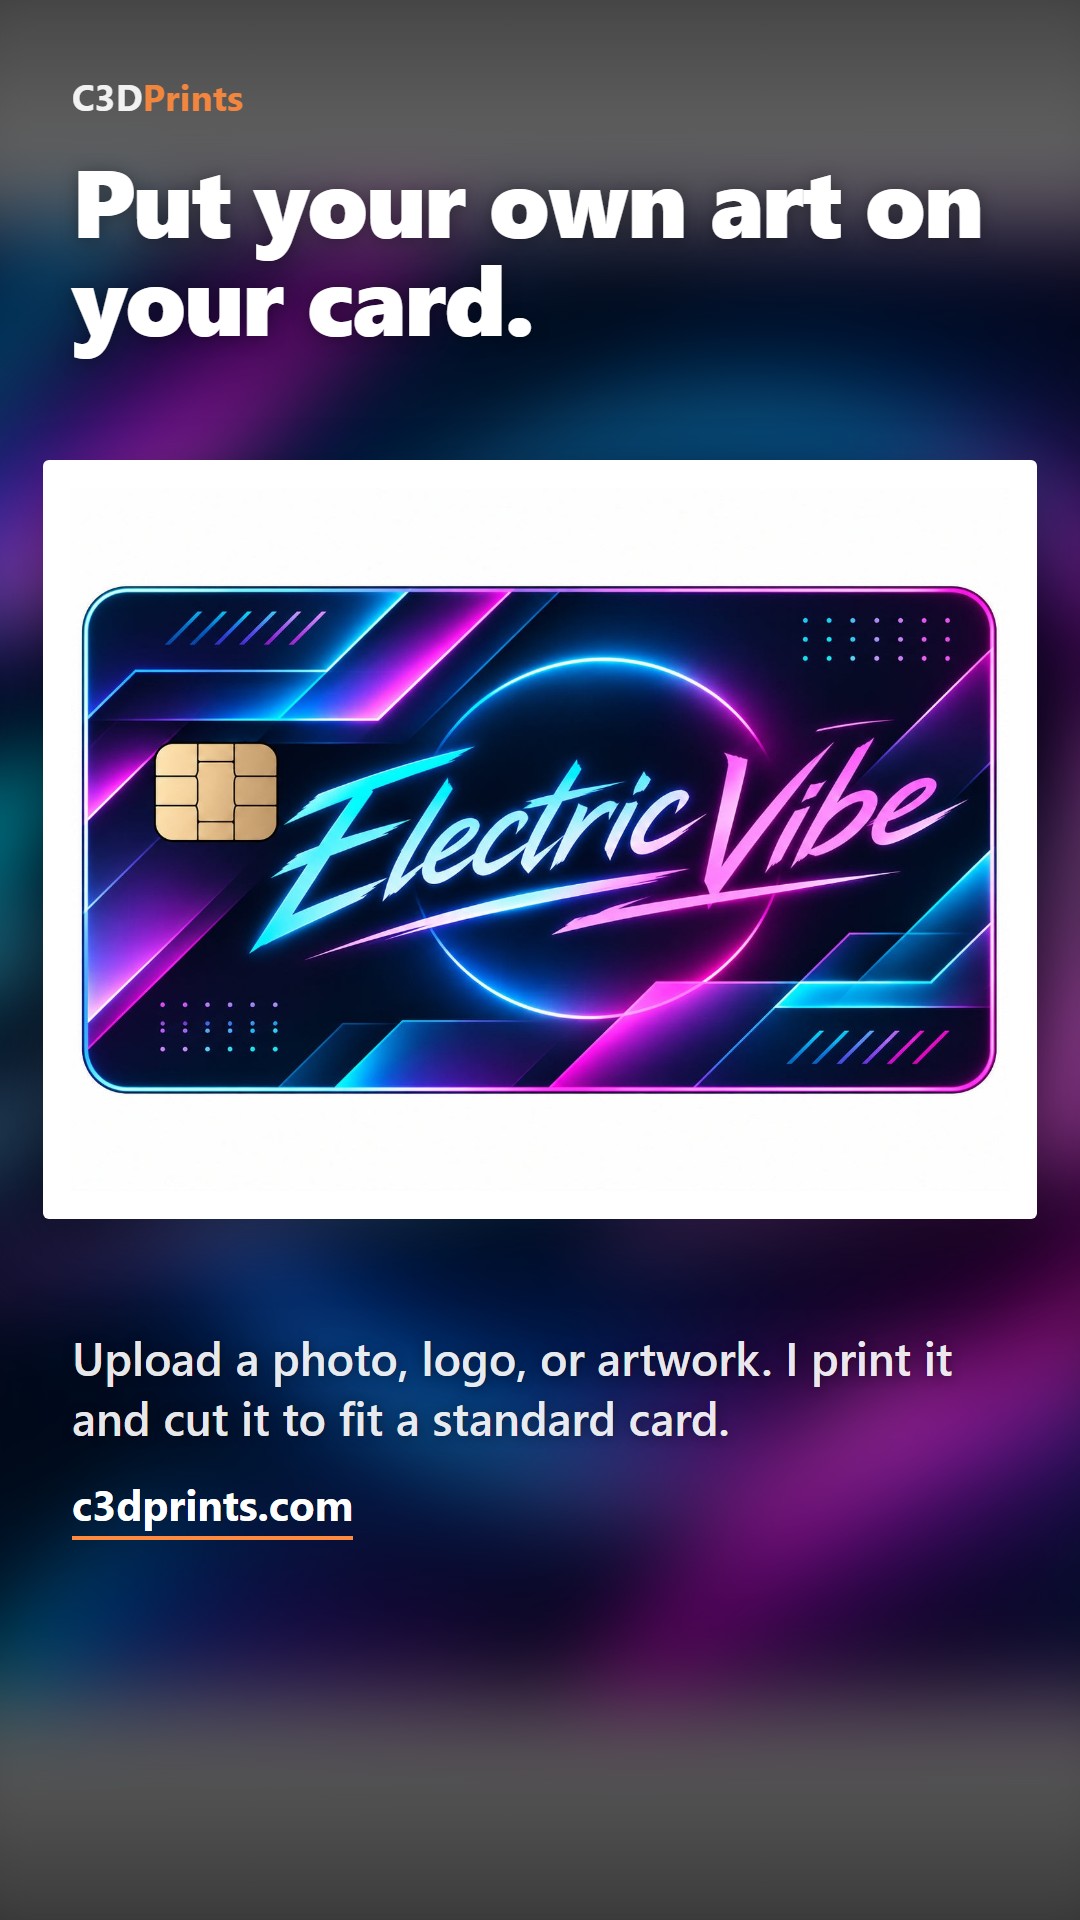 C3DPrints
Put your own art on
your card.
Electric Vibe
Upload a photo, logo, or artwork. I print it
and cut it to fit a standard card.
c3dprints.com